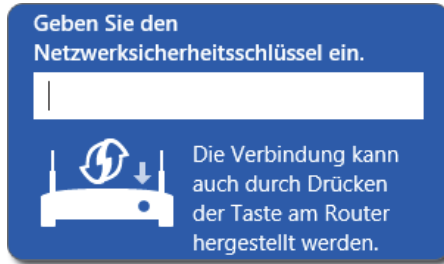 Geben Sie den
Netzwerksicherheitsschlüssel ein.
Die Verbindung kann
auch durch Drücken
der Taste am Router
hergestellt werden.